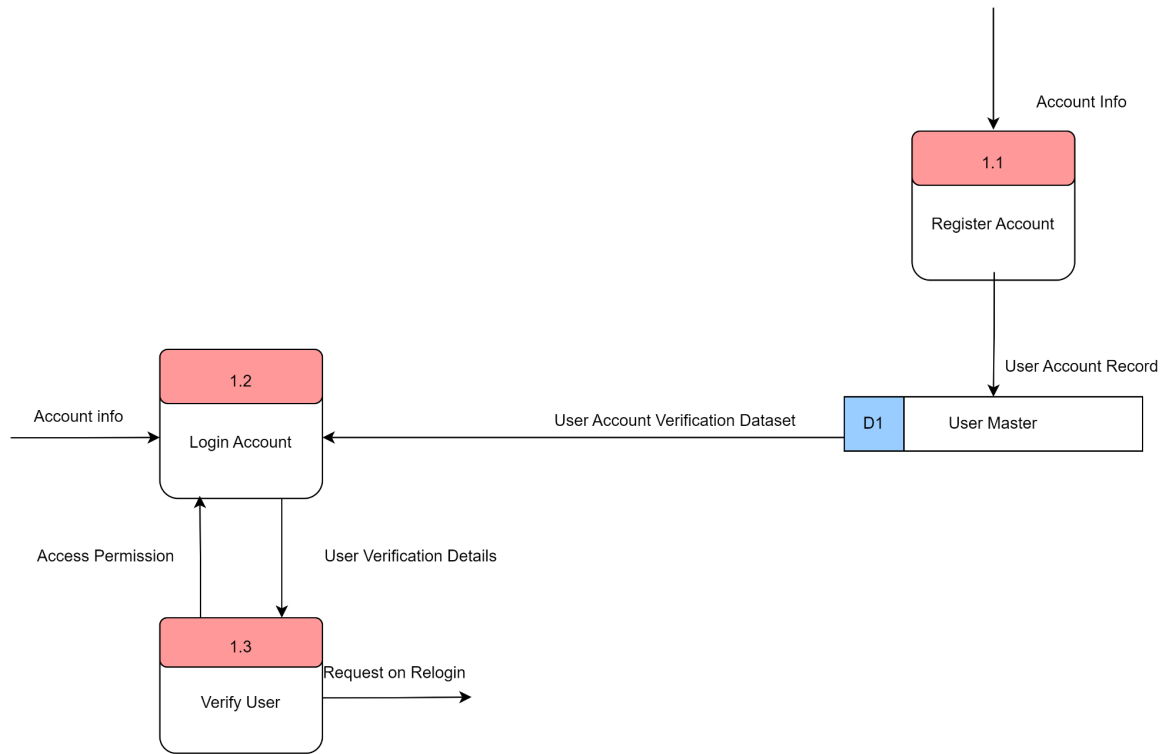 Account Info
1.1
Register Account
User Account Record
1.2
Account info
User Account Verification Dataset
D1
User Master
Login Account
Access Permission
User Verification Details
1.3
Request on Relogin
Verify User